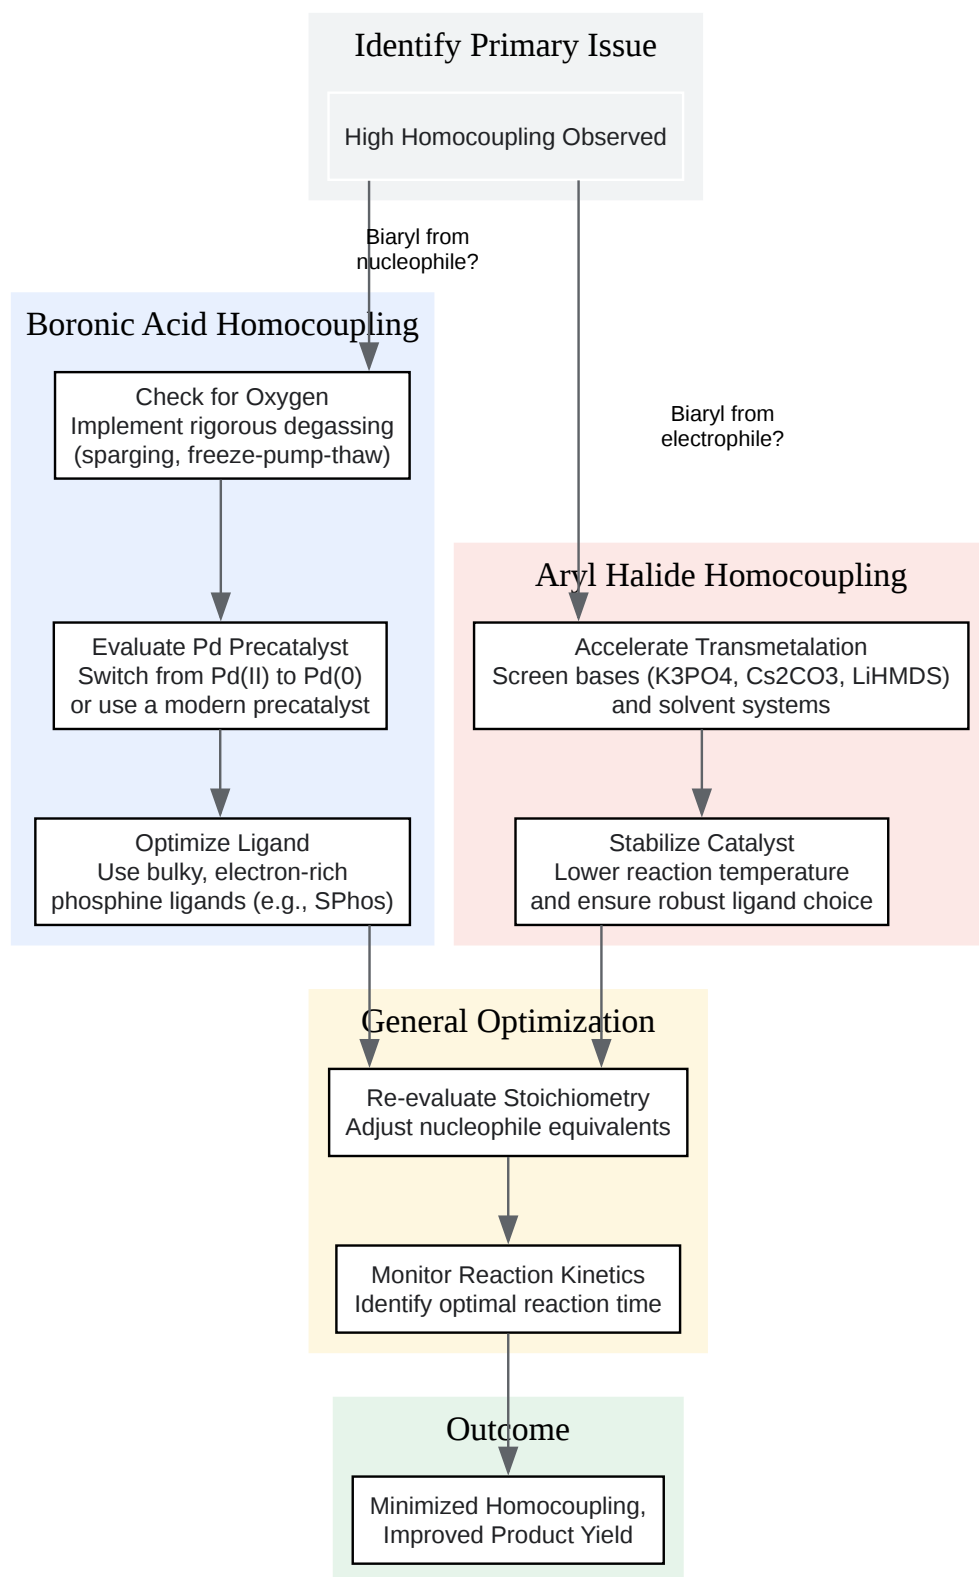 Identify Primary Issue
High Homocoupling Observed
Biaryl from
nucleophile?
Boronic Acid Homocoupling
Check for Oxygen
Implement rigorous degassing
(sparging, freeze-pump-thaw)
Biaryl from
electrophile?
Aryl Halide Homocoupling
Evaluate Pd Precatalyst
Switch from Pd(II) to Pd(0)
or use a modern precatalyst
Accelerate Transmetalation
Screen bases (K3PO4, Cs2CO3, LiHMDS)
and solvent systems
Optimize Ligand
Use bulky, electron-rich
phosphine ligands (e.g., SPhos)
Stabilize Catalyst
Lower reaction temperature
and ensure robust ligand choice
General Optimization
Re-evaluate Stoichiometry
Adjust nucleophile equivalents
Monitor Reaction Kinetics
Identify optimal reaction time
Outcome
Minimized Homocoupling,
Improved Product Yield